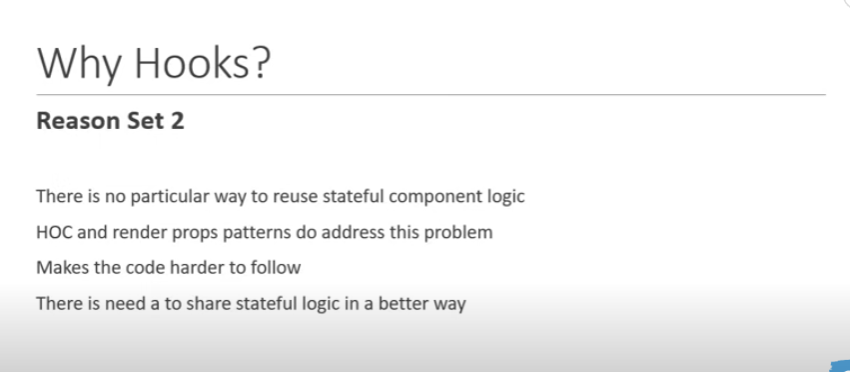 Why Hooks?
Reason Set 2
There is no particular way to reuse stateful component logic
HOC and render props patterns do address this problem
Makes the code harder to follow
There is need a to share stateful logic in a better way